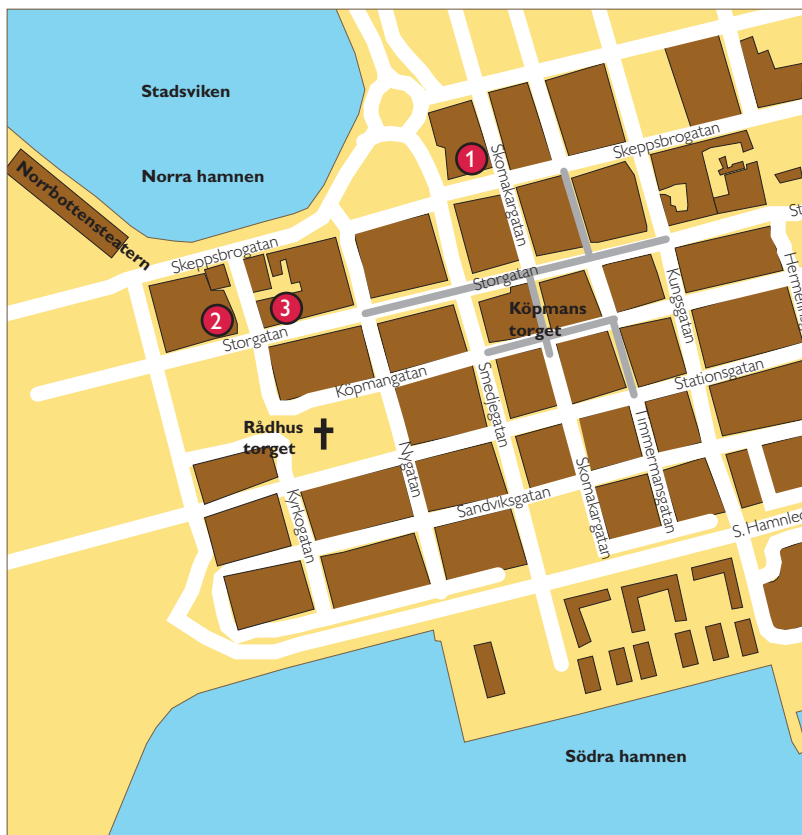 Stadsviken
Norra hamnen
Norrbottensteatern
1
Skeppsbrogatan
Skomakargatan
Skeppsbrogatan
Storgatan
2
3
Storgatan
Köpmans
torget
Kungsgatan
Köpmangatan
Smedjegatan
Stationsgatan
Rådhus
torget
Nygatan
Timmermansgatan
Skomakargatan
Sandviksgatan
Kyrkogatan
Södra hamnen